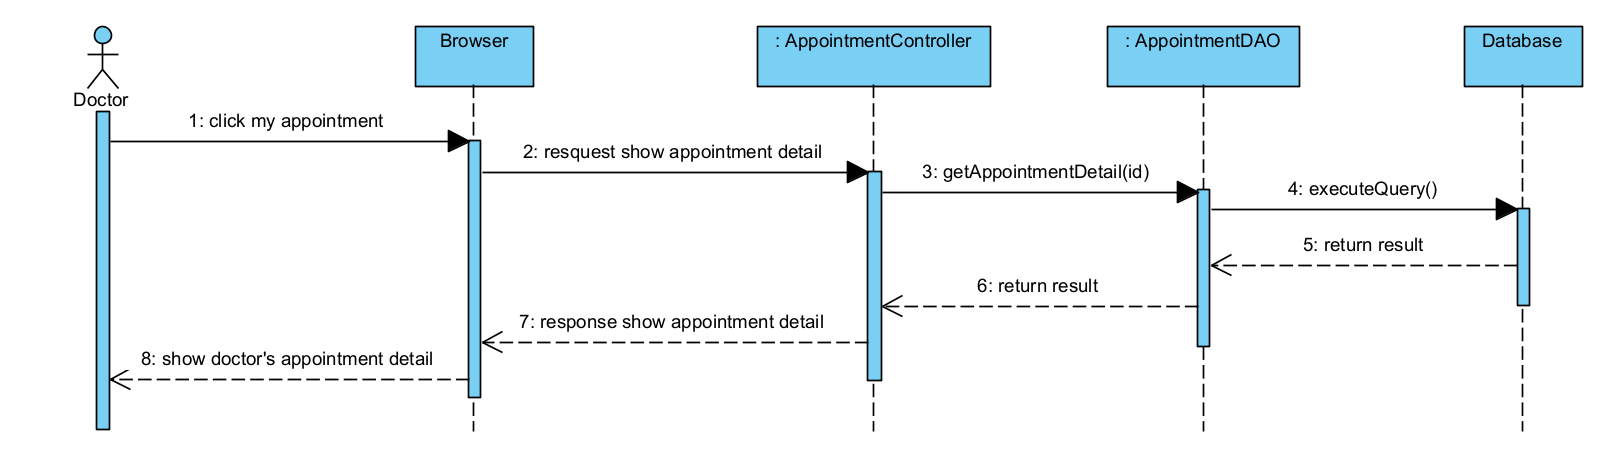 Doctor
Browser
: AppointmentController
: AppointmentDAO
Database
1: click my appointment
2: resquest show appointment detail
3: getAppointmentDetail(id)
4: executeQuery()
5: return result
6: return result
7: response show appointment detail
8: show doctor's appointment detail